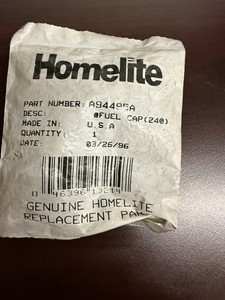 Homelite
PART NUMBER: A94495A
DESC: @FUEL CAP(240)
MADE IN: U.S.A
QUANTITY: 1
DATE: 03/26/96
GENUINE HOMELITE
REPLACEMENT